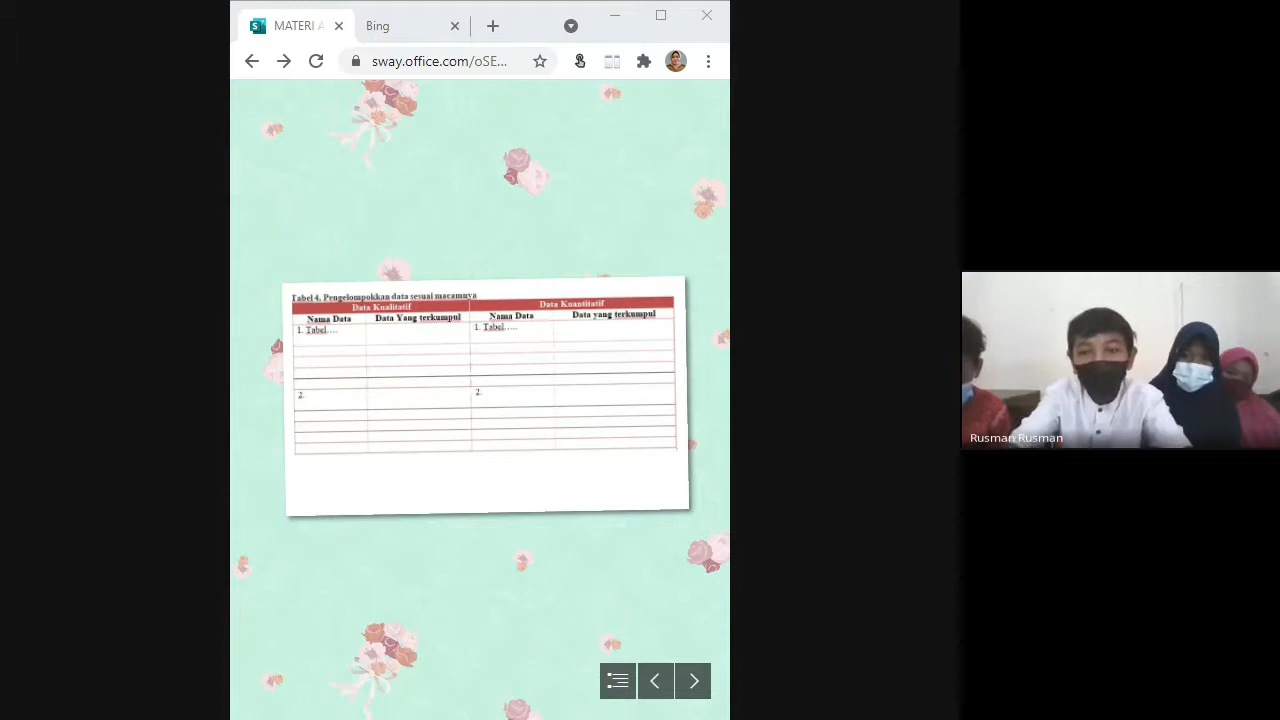 MATERI A
Bing
sway.office.com/oSE...
Tabel 4. Pengelompokkan data sesuai macamnya
Data Kualitatif Data Kuantitatif
Nama Data Data Yang terkumpul Nama Data Data yang terkumpul
1. Tabel.... 1. Tabel.....
2. 2.
Rusman Rusman